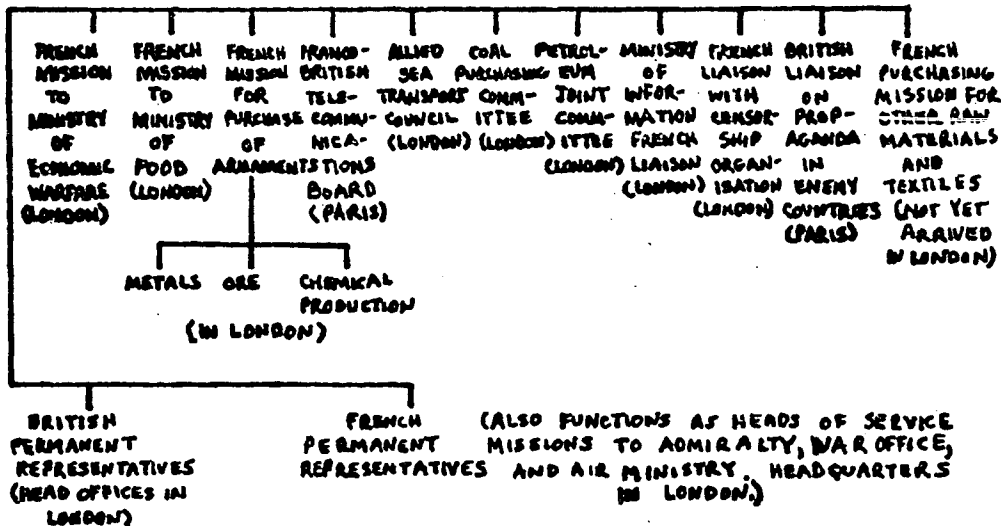 FRENCH
MISSION
TO
MINISTRY
OF
ECONOMIC
WARFARE
(LONDON)
FRENCH
MISSION
TO
MINISTRY
OF
FOOD
(LONDON)
FRENCH
MISSION
FOR
PURCHASE
OF
ARMAMENTS
FRANCO-
BRITISH
TELE-
COMMU-
NICA-
TIONS
BOARD
(PARIS)
ALLIED
SEA
TRANSPORT
COUNCIL
(LONDON)
COAL
PURCHASING
COMM-
ITTEE
(LONDON)
PETROL-
EUM
JOINT
COMM-
ITTEE
(LONDON)
MINISTRY
OF
INFOR-
MATION
FRENCH
LIAISON
(LONDON)
FRENCH
LIAISON
WITH
CENSOR-
SHIP
ORGAN-
ISATION
(LONDON)
BRITISH
LIAISON
ON
PROP-
AGANDA
IN
ENEMY
COUNTRIES
(PARIS)
FRENCH
PURCHASING
MISSION FOR
OTHER RAW
MATERIALS
AND
TEXTILES
(NOT YET
ARRIVED
IN LONDON)
METALS
ORE
CHEMICAL
PRODUCTION
(IN LONDON)
BRITISH
PERMANENT
REPRESENTATIVES
(HEAD OFFICES IN
LONDON)
FRENCH
PERMANENT
REPRESENTATIVES
(ALSO FUNCTIONS AS HEADS OF SERVICE
MISSIONS TO ADMIRALTY, WAR OFFICE,
AND AIR MINISTRY. HEADQUARTERS
IN LONDON.)